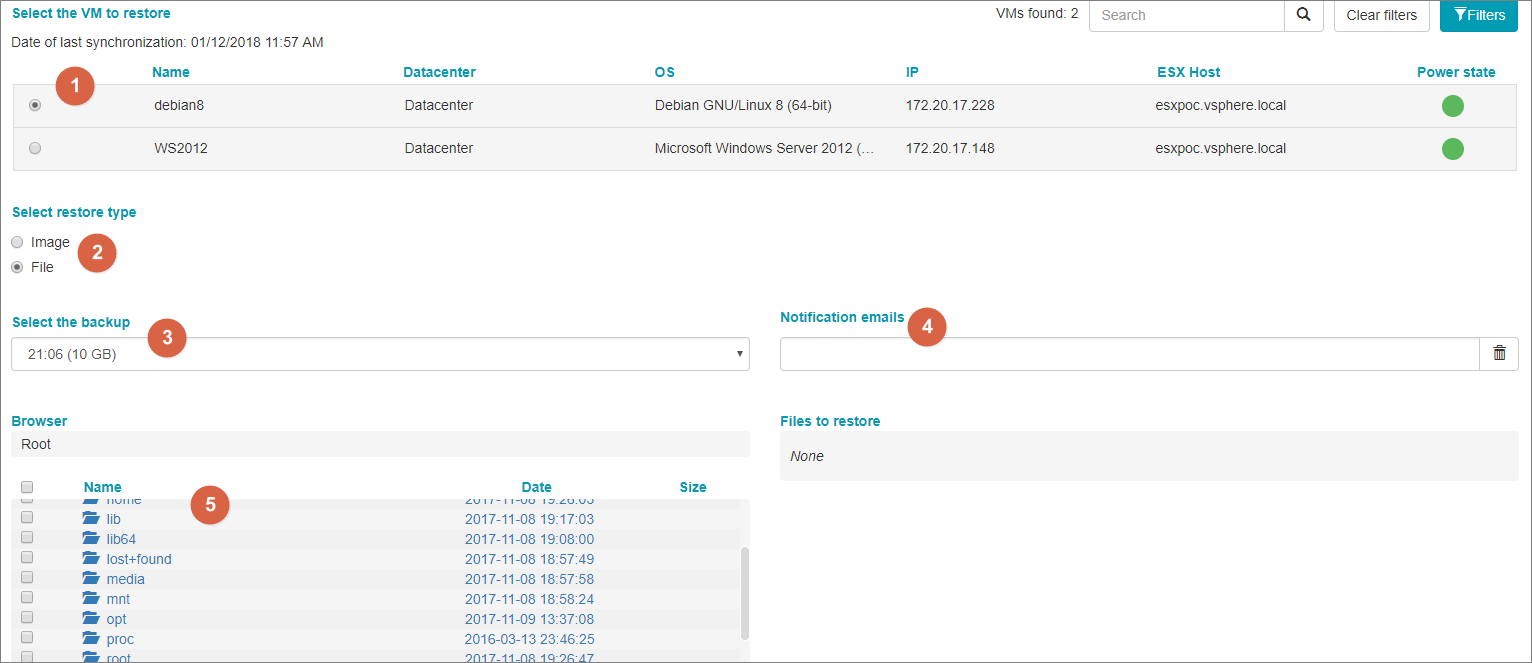 Select the VM to restore
VMs found: 2
Search
Clear filters
Filters
Date of last synchronization: 01/12/2018 11:57 AM
Name Datacenter OS IP ESX Host Power state
1
debian8 Datacenter Debian GNU/Linux 8 (64-bit) 172.20.17.228 esxpoc.vsphere.local
WS2012 Datacenter Microsoft Windows Server 2012 (... 172.20.17.148 esxpoc.vsphere.local
Select restore type
Image
2
File
Select the backup
3
21:06 (10 GB)
Notification emails
4
Browser
Root
Files to restore
None
Name Date Size
5
home 2017-11-08 19:26:03
lib 2017-11-08 19:17:03
lib64 2017-11-08 19:08:00
lost+found 2017-11-08 18:57:49
media 2017-11-08 18:57:58
mnt 2017-11-08 18:58:24
opt 2017-11-09 13:37:08
proc 2016-03-13 23:46:25
root 2017-11-08 19:26:47